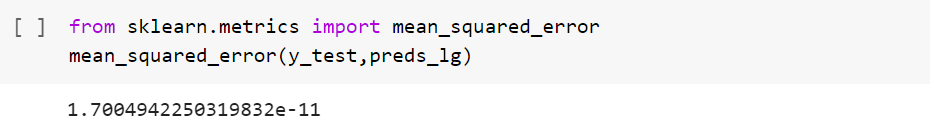 [ ] from sklearn.metrics import mean_squared_error
mean_squared_error(y_test,preds_lg)
1.7004942250319832e-11